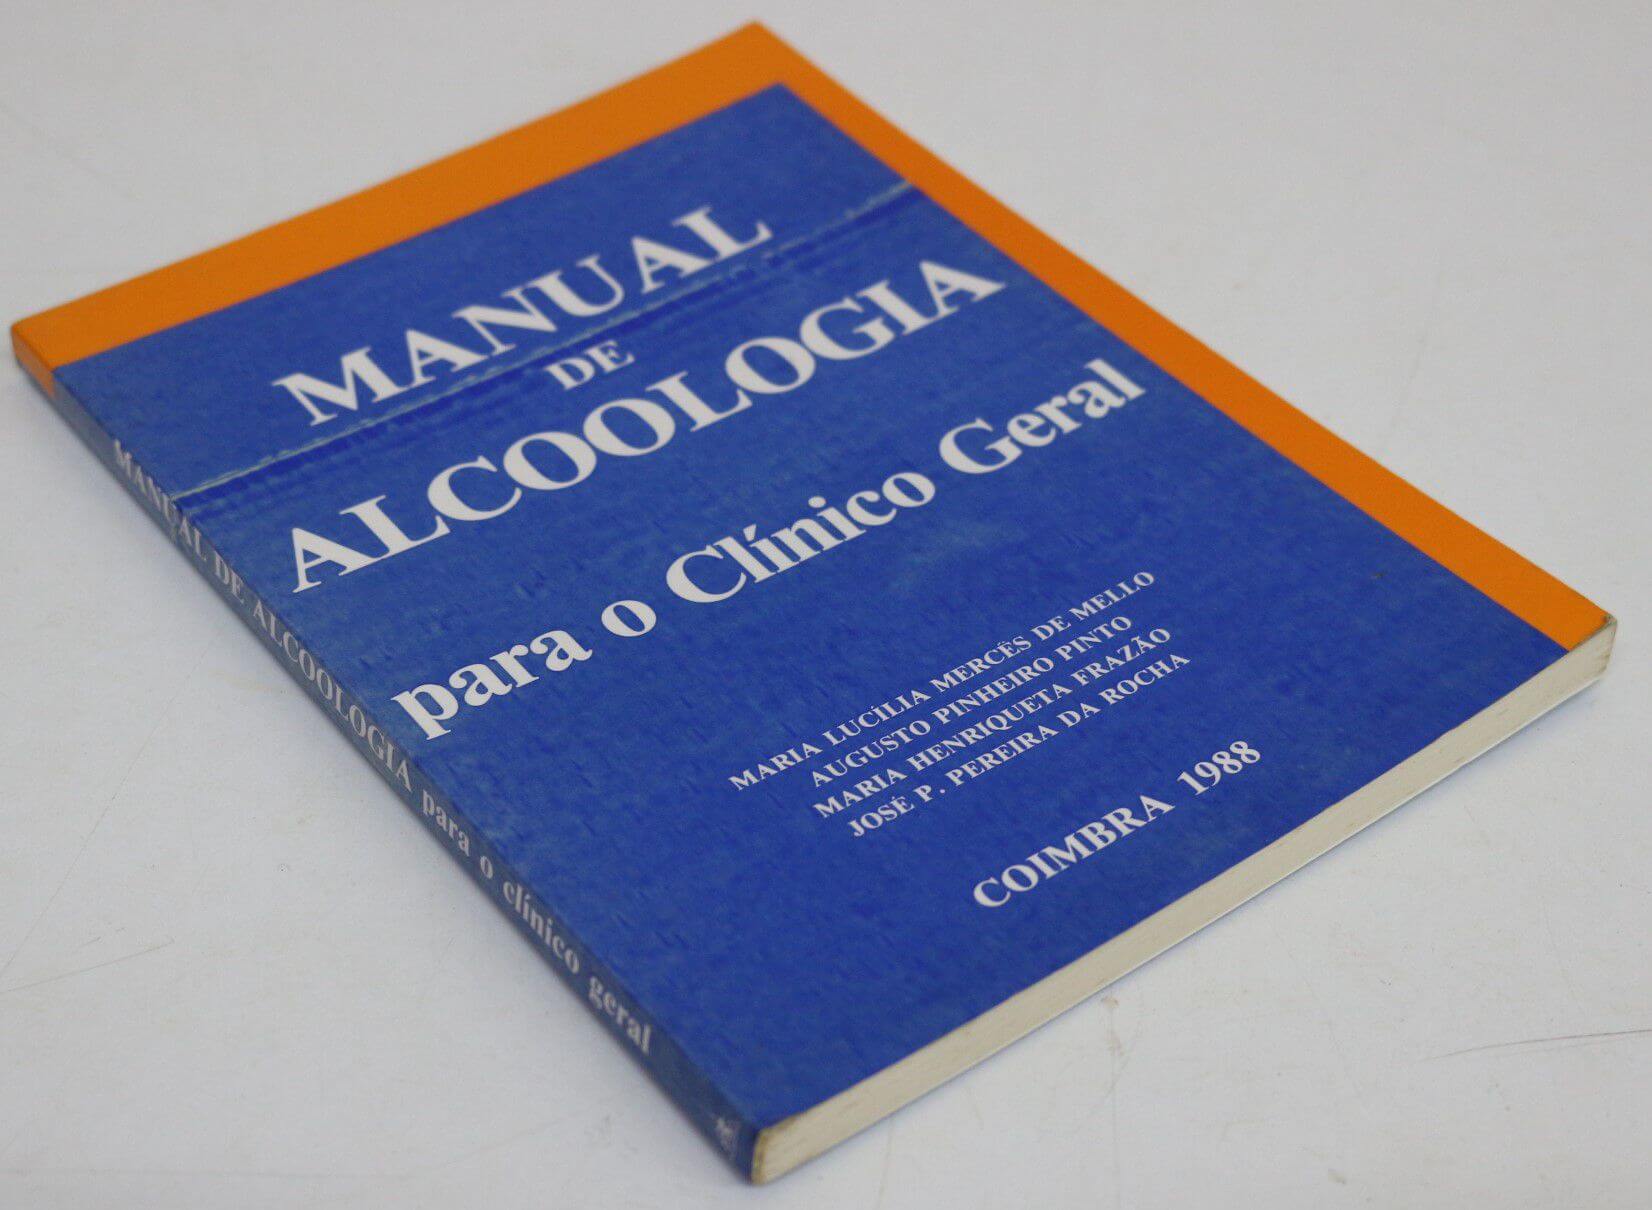 MANUAL
DE
ALCOOLOGIA
para o Clínico Geral
MARIA LUCÍLIA MERCÊS DE MELLO
AUGUSTO PINHEIRO PINTO
MARIA HENRIQUETA FRAZÃO
JOSÉ P. PEREIRA DA ROCHA
COIMBRA 1988
MANUAL DE ALCOOLOGIA para o clínico geral